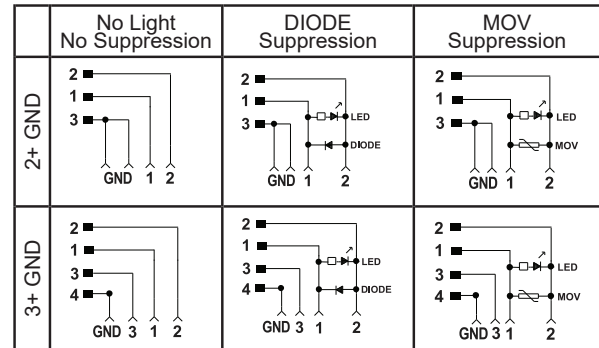 No Light
No Suppression
DIODE
Suppression
MOV
Suppression
2+ GND
2
1
3
GND 1 2
2
1
3
LED
DIODE
GND 1 2
2
1
3
LED
MOV
GND 1 2
3+ GND
2
1
3
4
GND 3 1 2
2
1
3
4
LED
DIODE
GND 3 1 2
2
1
3
4
LED
MOV
GND 3 1 2